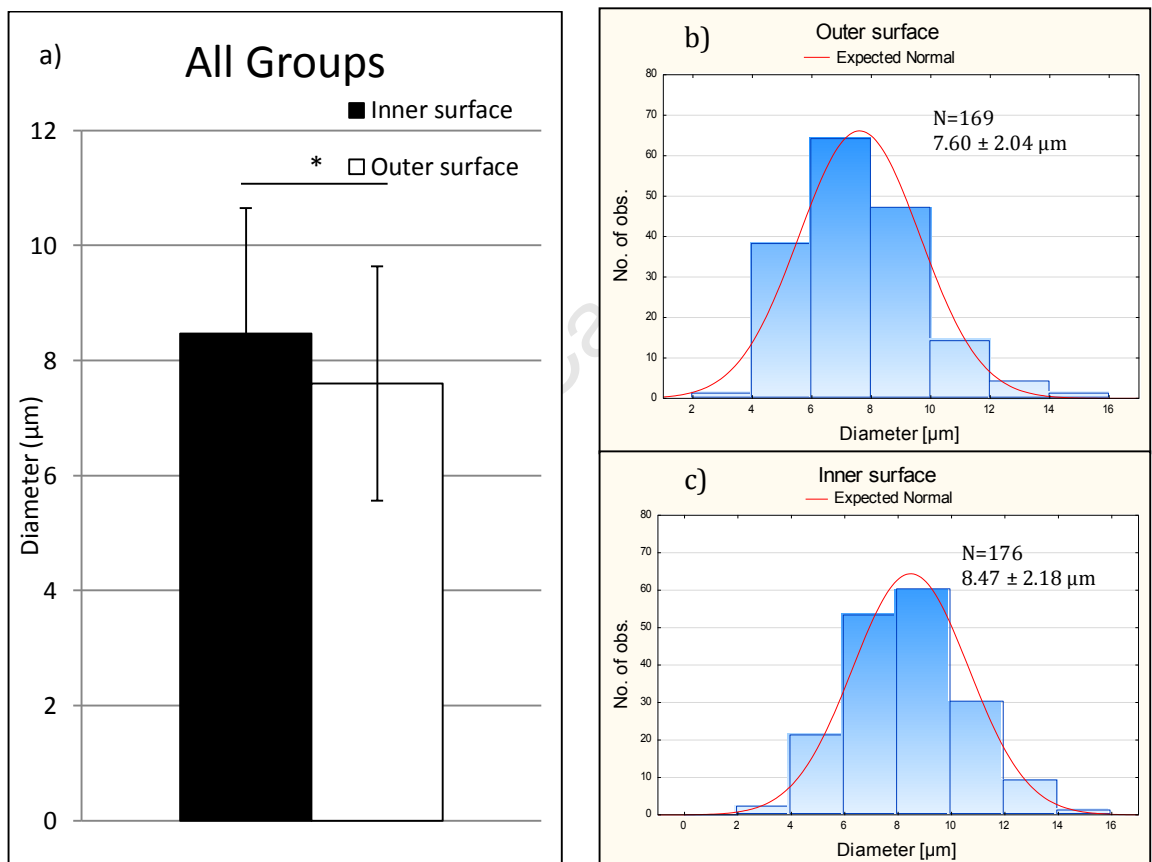 a)
All Groups
Inner surface
Outer surface
*
12
10
8
6
4
2
0
Diameter (µm)
b)
Outer surface
Expected Normal
N=169
7.60 ± 2.04 µm
80
70
60
50
40
30
20
10
0
No. of obs.
2 4 6 8 10 12 14 16
Diameter [µm]
c)
Inner surface
Expected Normal
N=176
8.47 ± 2.18 µm
80
70
60
50
40
30
20
10
0
No. of obs.
0 2 4 6 8 10 12 14 16
Diameter [µm]